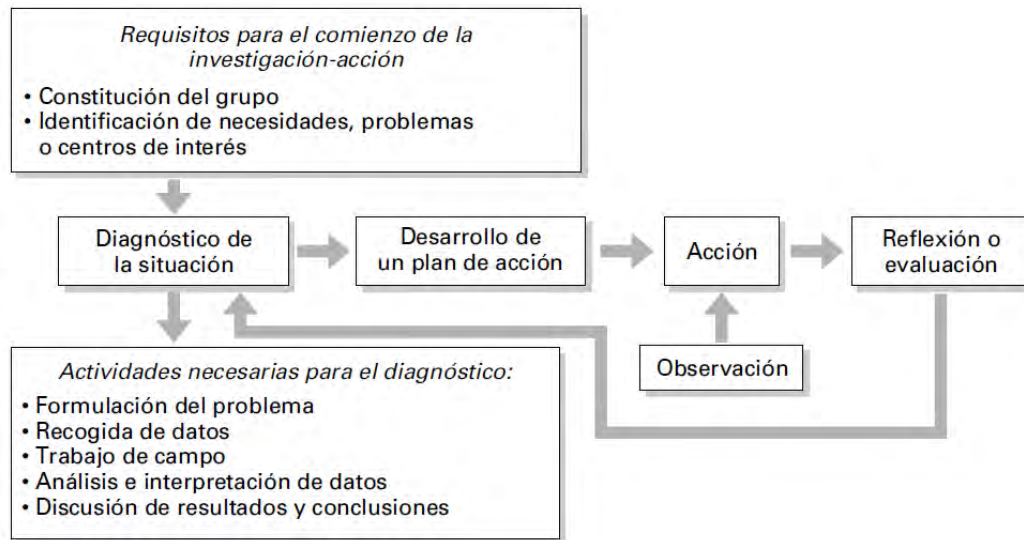 Requisitos para el comienzo de la
investigación-acción
• Constitución del grupo
• Identificación de necesidades, problemas
o centros de interés
Diagnóstico de
la situación
Desarrollo de
un plan de acción
Acción
Reflexión o
evaluación
Observación
Actividades necesarias para el diagnóstico:
• Formulación del problema
• Recogida de datos
• Trabajo de campo
• Análisis e interpretación de datos
• Discusión de resultados y conclusiones